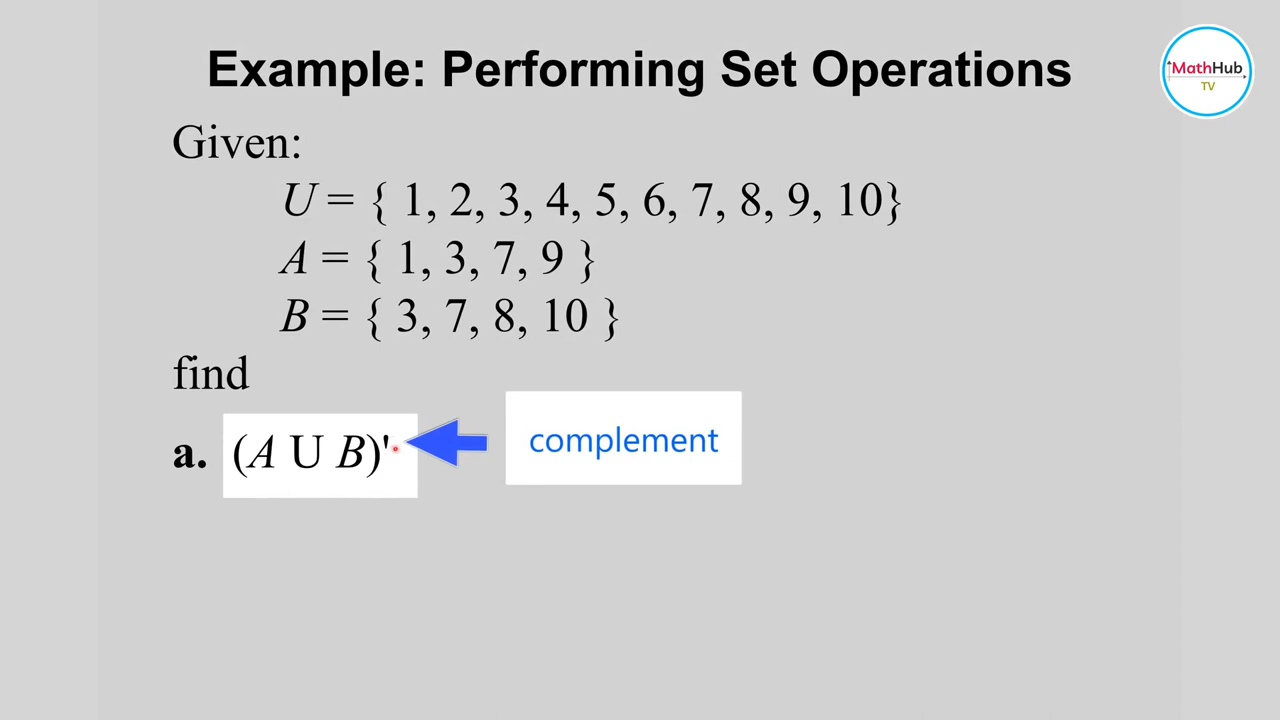 Example: Performing Set Operations
MathHub
TV
Given:
U = { 1, 2, 3, 4, 5, 6, 7, 8, 9, 10}
A = { 1, 3, 7, 9 }
B = { 3, 7, 8, 10 }
find
a. (A U B)'
complement